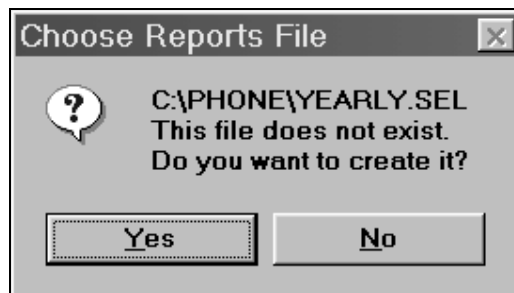 Choose Reports File
C:\PHONE\YEARLY.SEL
This file does not exist.
Do you want to create it?
Yes
No